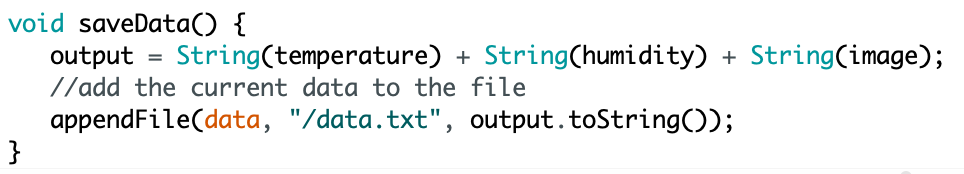 void saveData() {
output = String(temperature) + String(humidity) + String(image);
//add the current data to the file
appendFile(data, "/data.txt", output.toString());
}